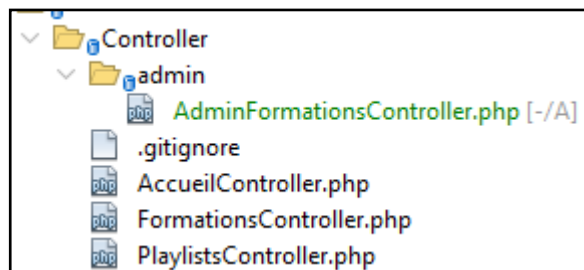 Controller
admin
AdminFormationsController.php [-/A]
.gitignore
AccueilController.php
FormationsController.php
PlaylistsController.php